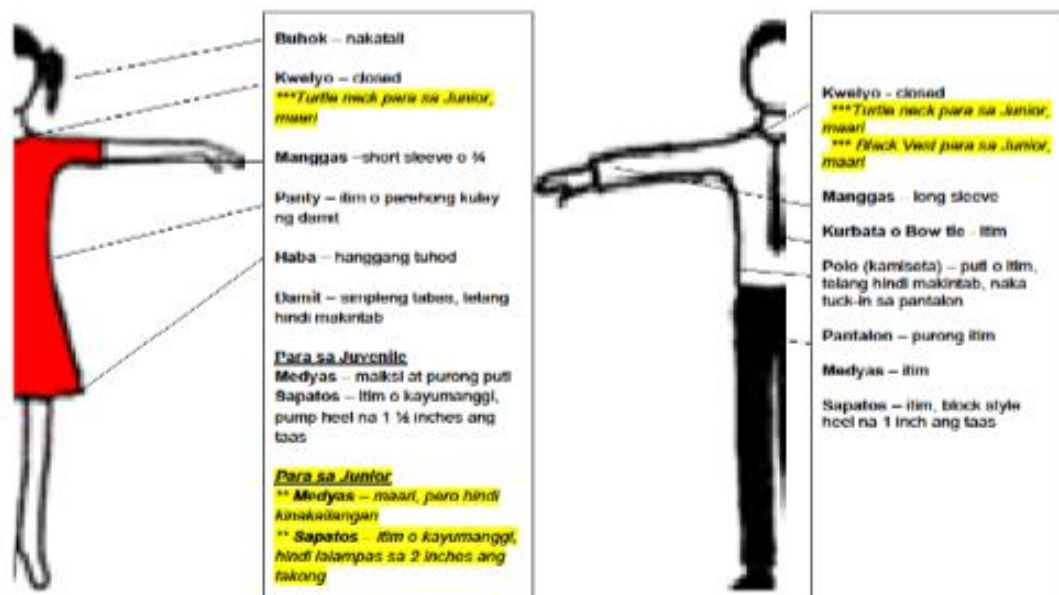 Buhok – nakatali
Kwelyo – closed
***Turtle neck para sa Junior,
maari
Manggas –short sleeve o ¾
Panty – itim o parehong kulay
ng damit
Haba – hanggang tuhod
Damit – simpleng tabas, telang
hindi makintab
Para sa Juvenile
Medyas – maiksi at purong puti
Sapatos – itim o kayumanggi,
pump heel na 1 ½ inches ang
taas
Para sa Junior
** Medyas – maari, pero hindi
kinakailangan
** Sapatos – itim o kayumanggi,
hindi lalampas sa 2 inches ang
takong
Kwelyo - closed
***Turtle neck para sa Junior,
maari
*** Black Vest para sa Junior,
maari
Manggas – long sleeve
Kurbata o Bow tie - itim
Polo (kamiseta) – puti o itim,
telang hindi makintab, naka
tuck-in sa pantalon
Pantalon – purong itim
Medyas – itim
Sapatos – itim, block style
heel na 1 inch ang taas